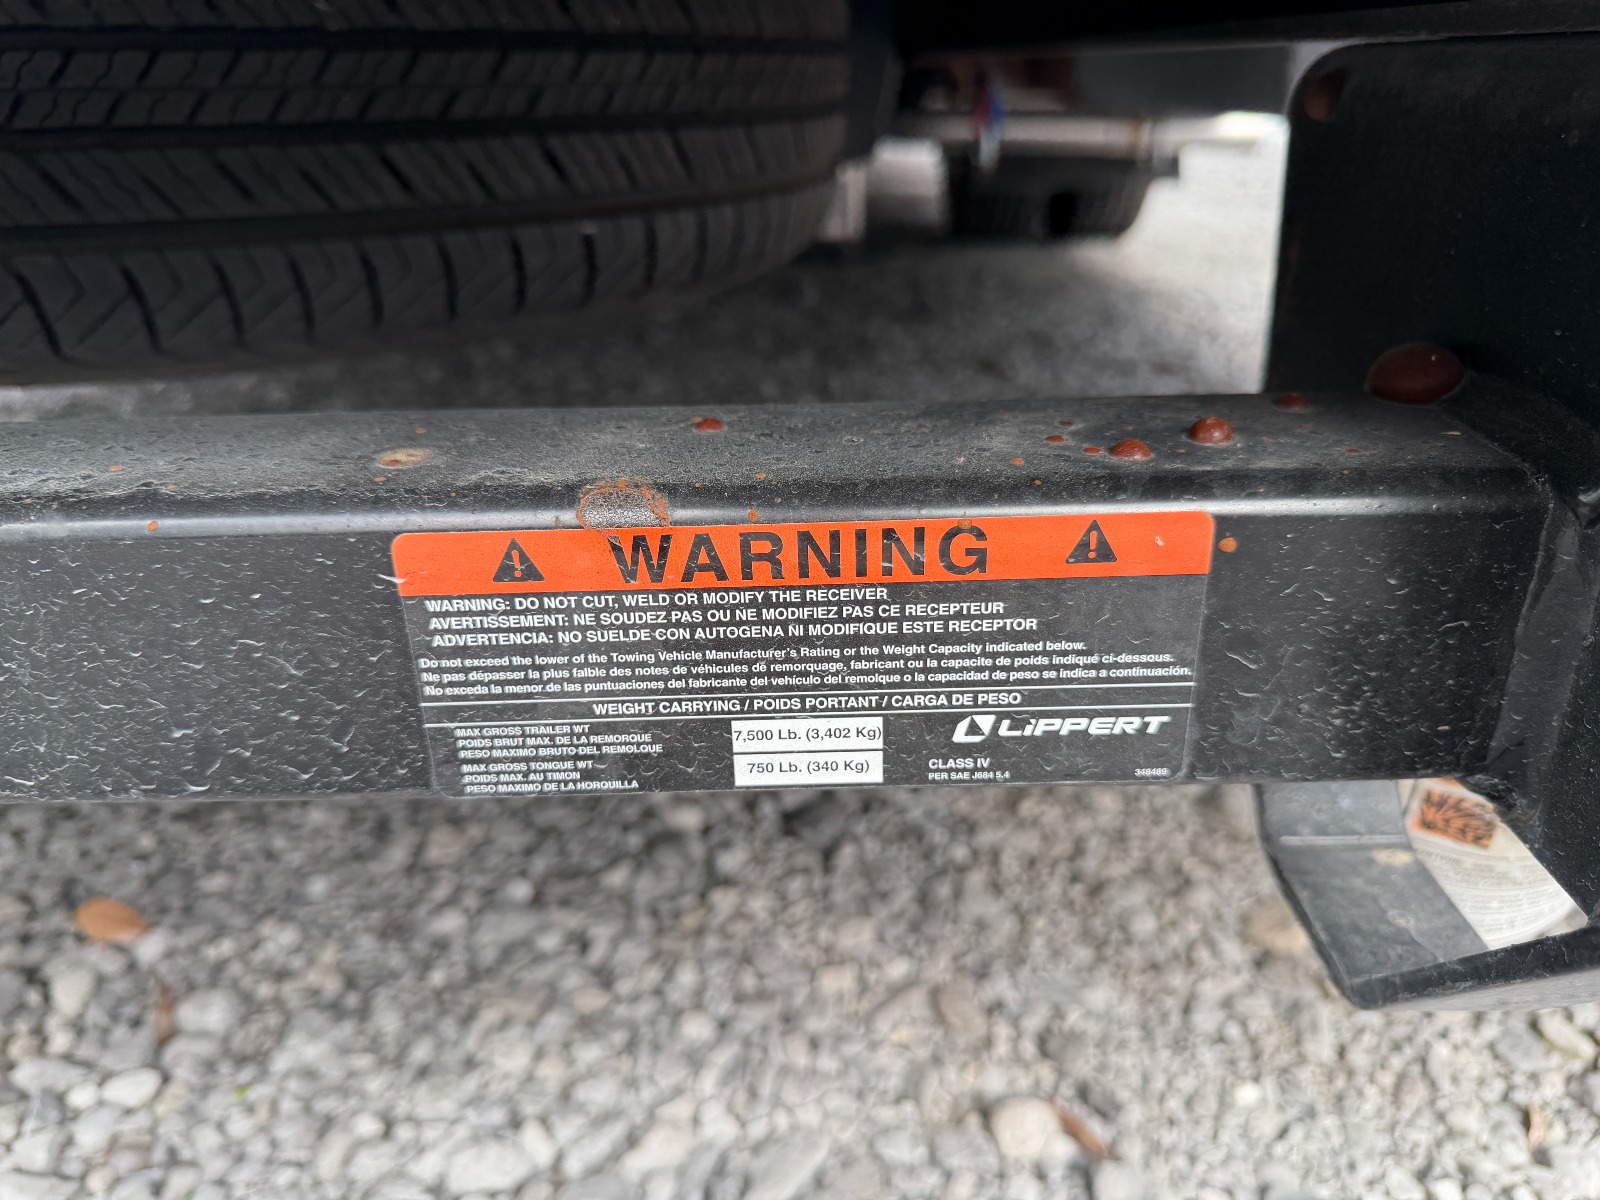 WARNING
WARNING: DO NOT CUT, WELD OR MODIFY THE RECEIVER
AVERTISSEMENT: NE SOUDEZ PAS OU NE MODIFIEZ PAS CE RECEPTEUR
ADVERTENCIA: NO SUELDE CON AUTOGENA NI MODIFIQUE ESTE RECEPTOR
Do not exceed the lower of the Towing Vehicle Manufacturer's Rating or the Weight Capacity indicated below.
Ne pas dépasser la plus faible des notes de véhicules de remorquage, fabricant ou la capacite de poids indiqué ci-dessous.
No exceda la menor de las puntuaciones del fabricante del vehículo del remolque o la capacidad de peso se indica a continuación.
WEIGHT CARRYING / POIDS PORTANT / CARGA DE PESO
MAX GROSS TRAILER WT
POIDS BRUT MAX. DE LA REMORQUE
PESO MAXIMO BRUTO DEL REMOLQUE
7,500 Lb. (3,402 Kg)
MAX GROSS TONGUE WT
POIDS MAX. AU TIMON
PESO MAXIMO DE LA HORQUILLA
750 Lb. (340 Kg)
LiPPERT
CLASS IV
PER SAE J684 5.4
348489